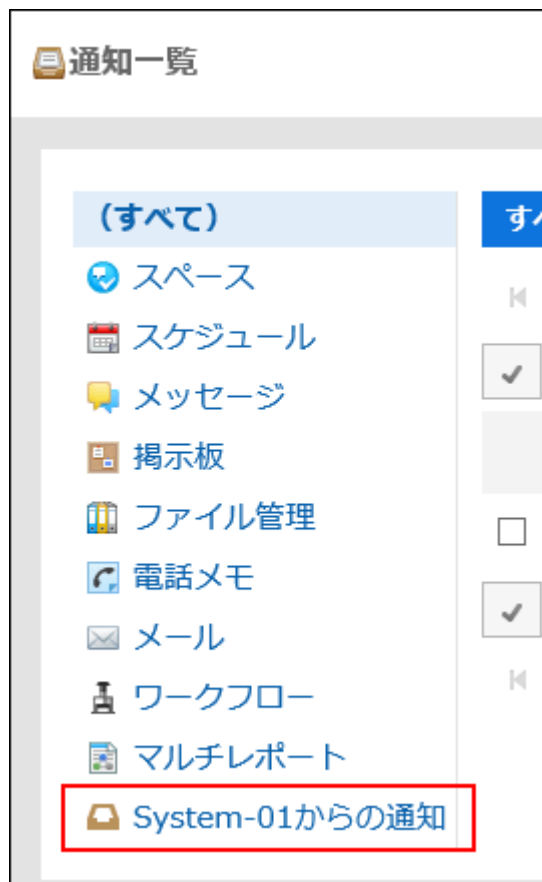 通知一覧
(すべて)
スペース
スケジュール
メッセージ
掲示板
ファイル管理
電話メモ
メール
ワークフロー
マルチレポート
System-01からの通知